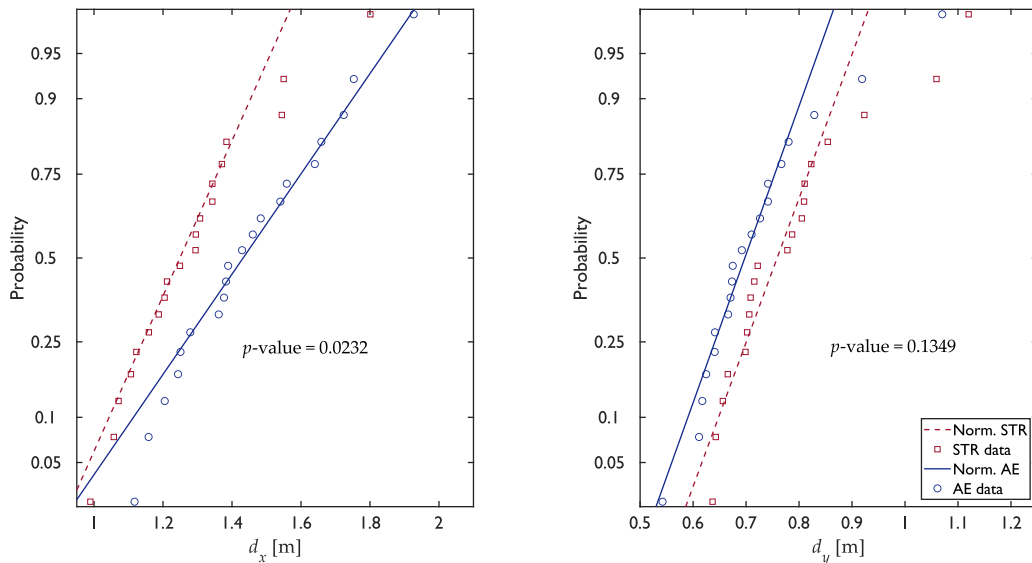 Probability
0.95
0.9
0.75
0.5
0.25
0.1
0.05
p-value = 0.0232
1
1.2
1.4
1.6
1.8
2
d_x [m]
Probability
0.95
0.9
0.75
0.5
0.25
0.1
0.05
p-value = 0.1349
Norm. STR
STR data
Norm. AE
AE data
0.5
0.6
0.7
0.8
0.9
1
1.1
1.2
d_y [m]